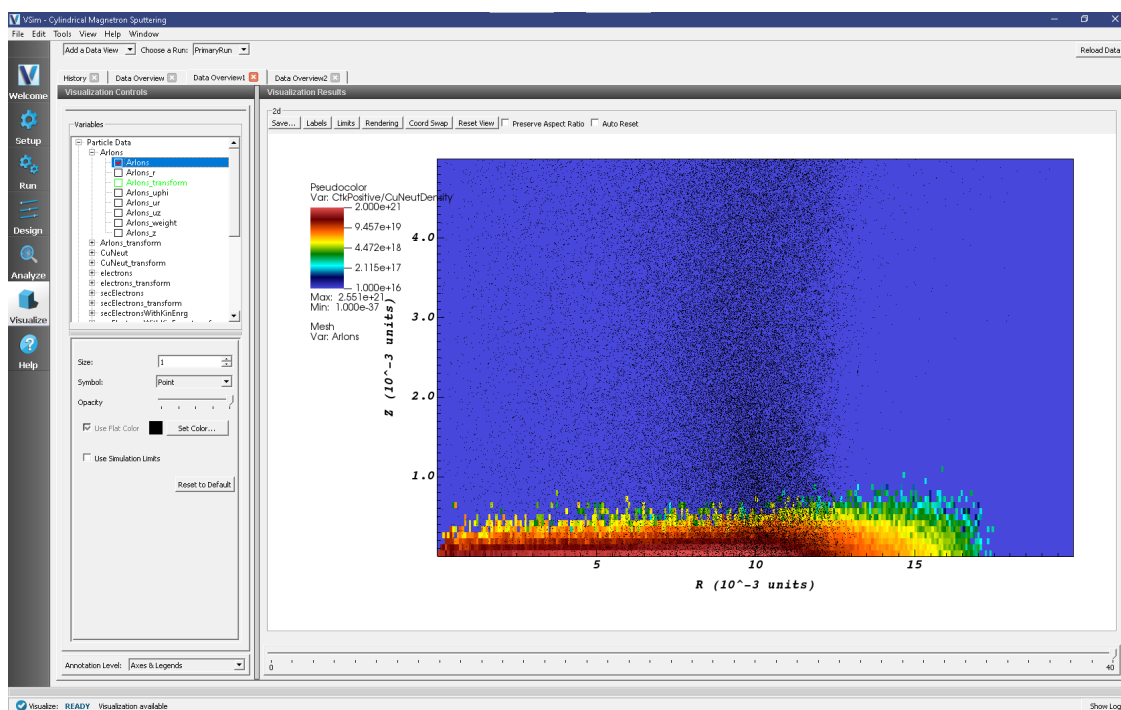 VSim - Cylindrical Magnetron Sputtering
File Edit Tools View Help Window
Add a Data View Choose a Run: PrimaryRun Reload Data
History Data Overview Data Overview1 Data Overview2
Welcome
Setup
Run
Design
Analyze
Visualize
Help
Visualization Controls
Variables
Particle Data
ArIons
ArIons
ArIons_r
ArIons_transform
ArIons_uphi
ArIons_ur
ArIons_uz
ArIons_weight
ArIons_z
ArIons_transform
CuNeut
CuNeut_transform
electrons
electrons_transform
secElectrons
secElectrons_transform
secElectronsWithKinEnrg
Size: 1
Symbol: Point
Opacity
Use Flat Color Set Color...
Use Simulation Limits
Reset to Default
Annotation Level: Axes & Legends
Visualization Results
2d
Save... Labels Limits Rendering Coord Swap Reset View Preserve Aspect Ratio Auto Reset
Pseudocolor
Var: CtkPositive/CuNeutDensity
2.000e+21
9.457e+19
4.472e+18
2.115e+17
1.000e+16
Max: 2.551e+21
Min: 1.000e-37
Mesh
Var: ArIons
4.0
3.0
2.0
1.0
Z (10^-3 units)
5 10 15
R (10^-3 units)
0 40
Visualize: READY Visualization available Show Log